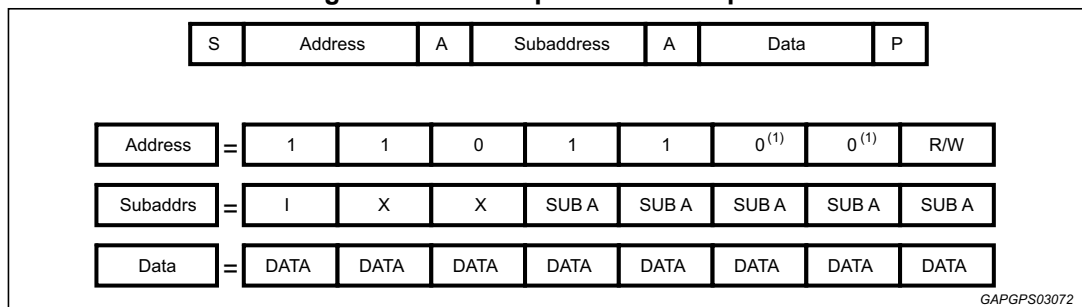 S Address A Subaddress A Data P
Address = 1 1 0 1 1 0(1) 0(1) R/W
Subaddrs = I X X SUB A SUB A SUB A SUB A SUB A
Data = DATA DATA DATA DATA DATA DATA DATA DATA
GAPGPS03072